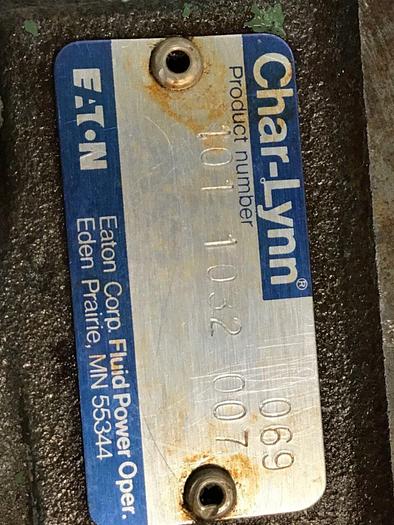 Char-Lynn®
Product number
069
101 1032 007
EATON
Eaton Corp. Fluid Power Oper.
Eden Prairie, MN 55344